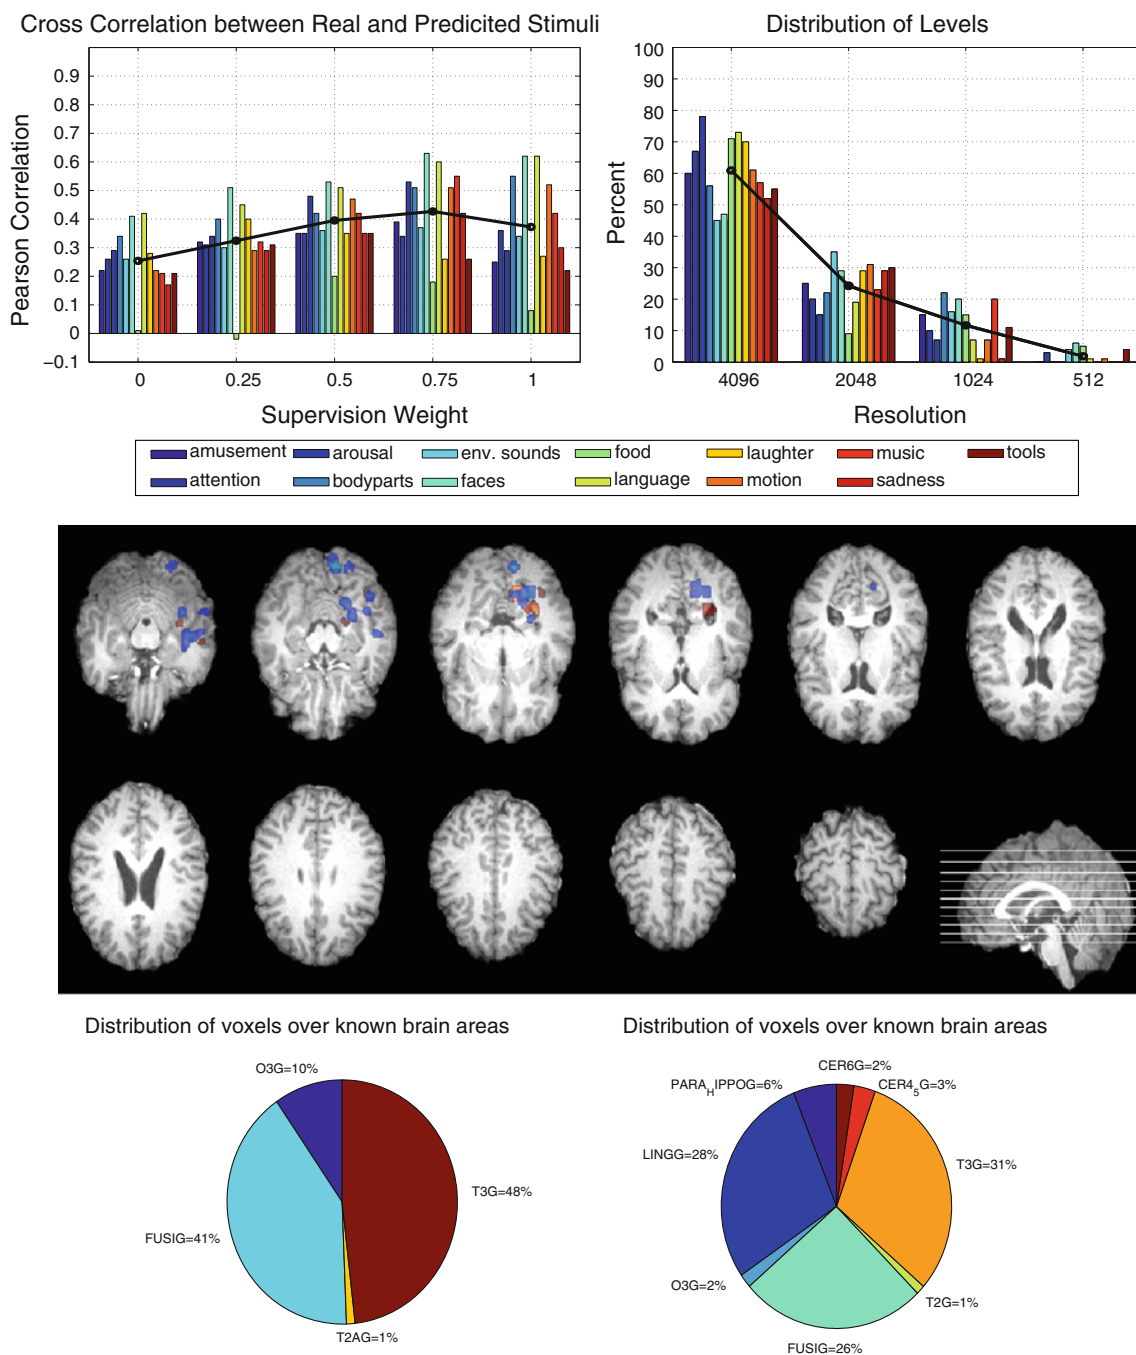 Cross Correlation between Real and Predicited Stimuli
0.9
0.8
0.7
0.6
0.5
0.4
0.3
0.2
0.1
0
−0.1
Pearson Correlation
0 0.25 0.5 0.75 1
Supervision Weight
Distribution of Levels
100
90
80
70
60
50
40
30
20
10
0
Percent
4096 2048 1024 512
Resolution
amusement arousal env. sounds food laughter music tools
attention bodyparts faces language motion sadness
Distribution of voxels over known brain areas
O3G=10%
T3G=48%
FUSIG=41%
T2AG=1%
Distribution of voxels over known brain areas
CER6G=2%
PARA_HIPPOG=6%
CER4_5G=3%
LINGG=28%
T3G=31%
O3G=2%
T2G=1%
FUSIG=26%